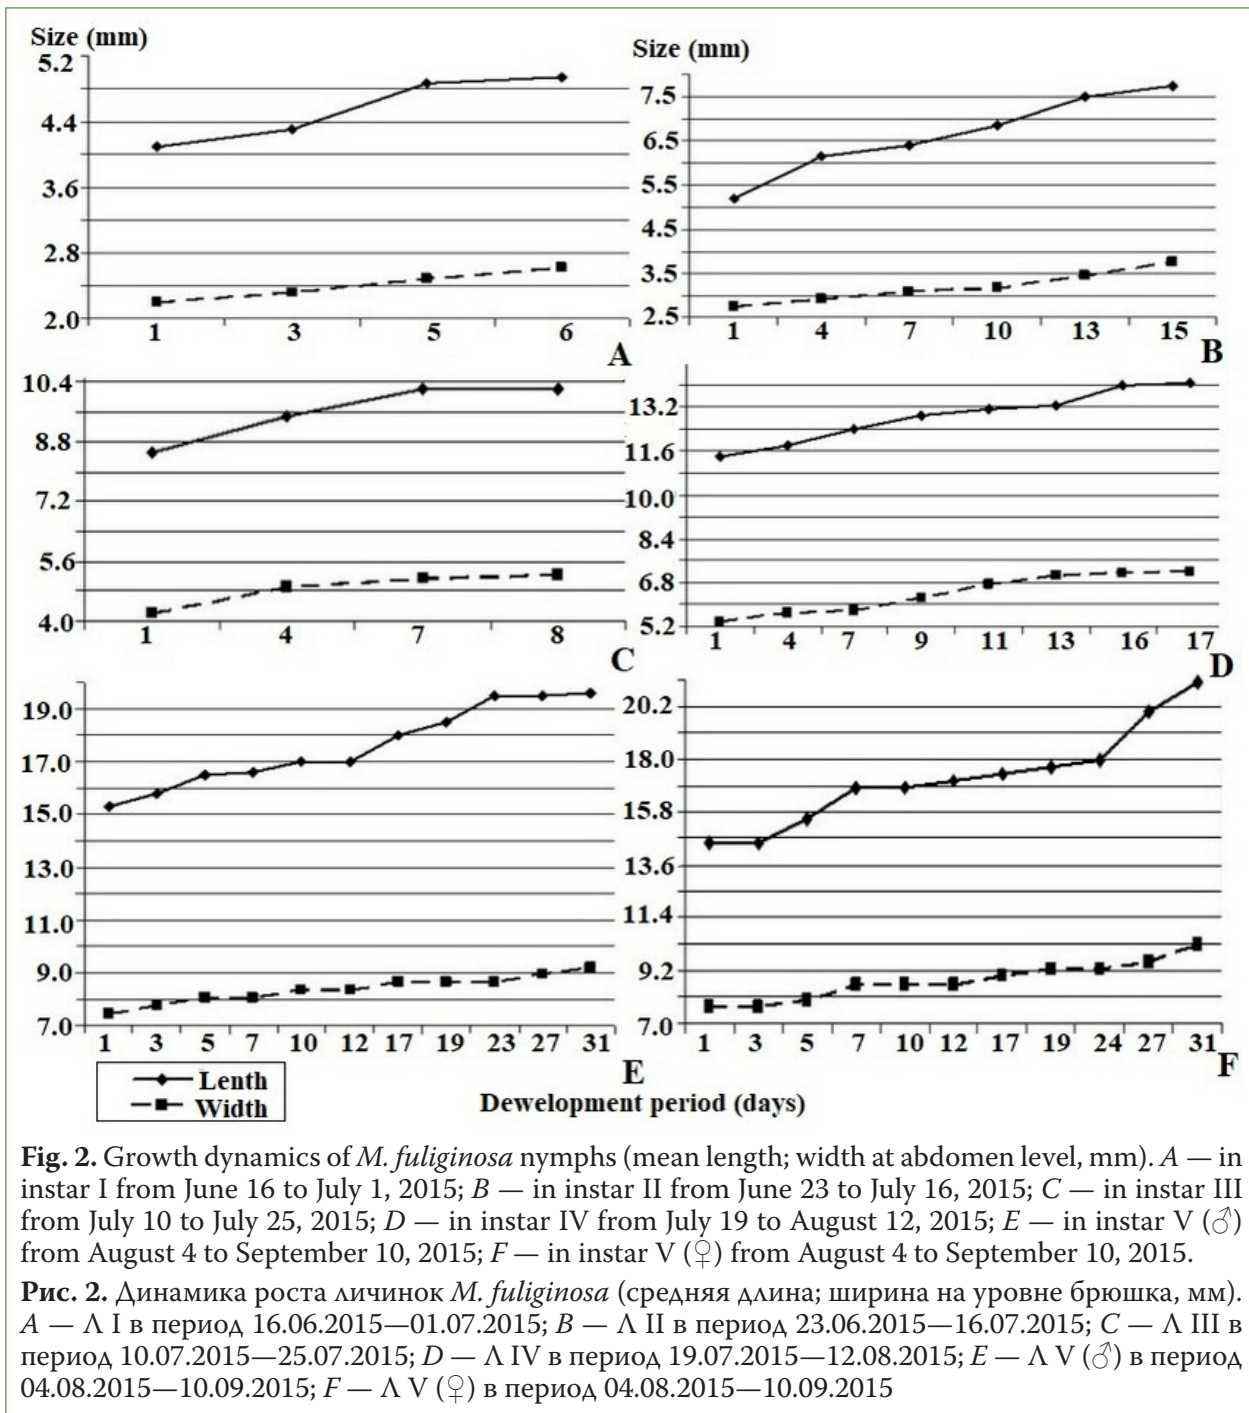 Size (mm)
5.2
4.4
3.6
2.8
2.0
1 3 5 6
A
Size (mm)
7.5
6.5
5.5
4.5
3.5
2.5
1 4 7 10 13 15
B
10.4
8.8
7.2
5.6
4.0
1 4 7 8
C
13.2
11.6
10.0
8.4
6.8
5.2
1 4 7 9 11 13 16 17
D
19.0
17.0
15.0
13.0
11.0
9.0
7.0
1 3 5 7 10 12 17 19 23 27 31
E
20.2
18.0
15.8
13.6
11.4
9.2
7.0
1 3 5 7 10 12 17 19 24 27 31
F
Lenth
Width
Dewelopment period (days)
Fig. 2. Growth dynamics of M. fuliginosa nymphs (mean length; width at abdomen level, mm). A — in
instar I from June 16 to July 1, 2015; B — in instar II from June 23 to July 16, 2015; C — in instar III
from July 10 to July 25, 2015; D — in instar IV from July 19 to August 12, 2015; E — in instar V (♂)
from August 4 to September 10, 2015; F — in instar V (♀) from August 4 to September 10, 2015.
Рис. 2. Динамика роста личинок M. fuliginosa (средняя длина; ширина на уровне брюшка, мм).
A — Λ I в период 16.06.2015—01.07.2015; B — Λ II в период 23.06.2015—16.07.2015; C — Λ III в
период 10.07.2015—25.07.2015; D — Λ IV в период 19.07.2015—12.08.2015; E — Λ V (♂) в период
04.08.2015—10.09.2015; F — Λ V (♀) в период 04.08.2015—10.09.2015